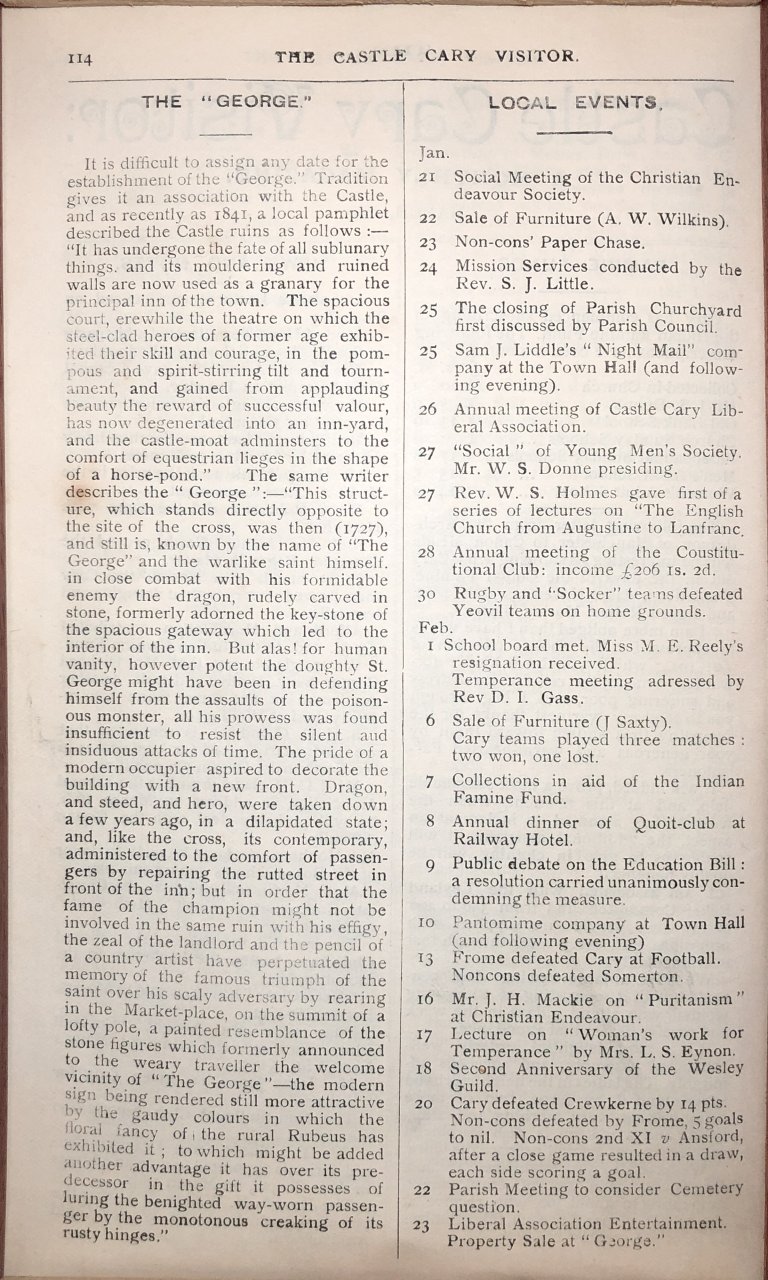 114
THE CASTLE CARY VISITOR.
THE "GEORGE."
It is difficult to assign any date for the
establishment of the "George." Tradition
gives it an association with the Castle,
and as recently as 1841, a local pamphlet
described the Castle ruins as follows :—
"It has undergone the fate of all sublunary
things. and its mouldering and ruined
walls are now used as a granary for the
principal inn of the town. The spacious
court, erewhile the theatre on which the
steel-clad heroes of a former age exhib-
ited their skill and courage, in the pom-
pous and spirit-stirring tilt and tourn-
ament, and gained from applauding
beauty the reward of successful valour,
has now degenerated into an inn-yard,
and the castle-moat adminsters to the
comfort of equestrian lieges in the shape
of a horse-pond." The same writer
describes the " George ":—"This struct-
ure, which stands directly opposite to
the site of the cross, was then (1727),
and still is, known by the name of "The
George" and the warlike saint himself.
in close combat with his formidable
enemy the dragon, rudely carved in
stone, formerly adorned the key-stone of
the spacious gateway which led to the
interior of the inn. But alas! for human
vanity, however potent the doughty St.
George might have been in defending
himself from the assaults of the poison-
ous monster, all his prowess was found
insufficient to resist the silent and
insiduous attacks of time. The pride of a
modern occupier aspired to decorate the
building with a new front. Dragon,
and steed, and hero, were taken down
a few years ago, in a dilapidated state;
and, like the cross, its contemporary,
administered to the comfort of passen-
gers by repairing the rutted street in
front of the inn; but in order that the
fame of the champion might not be
involved in the same ruin with his effigy,
the zeal of the landlord and the pencil of
a country artist have perpetuated the
memory of the famous triumph of the
saint over his scaly adversary by rearing
in the Market-place, on the summit of a
lofty pole, a painted resemblance of the
stone figures which formerly announced
to the weary traveller the welcome
vicinity of " The George "—the modern
sign being rendered still more attractive
by the gaudy colours in which the
floral fancy of the rural Rubeus has
exhibited it ; to which might be added
another advantage it has over its pre-
decessor in the gift it possesses of
luring the benighted way-worn passen-
ger by the monotonous creaking of its
rusty hinges."
LOCAL EVENTS.
Jan.
21 Social Meeting of the Christian En-
deavour Society.
22 Sale of Furniture (A. W. Wilkins).
23 Non-cons' Paper Chase.
24 Mission Services conducted by the
Rev. S. J. Little.
25 The closing of Parish Churchyard
first discussed by Parish Council.
25 Sam J. Liddle's " Night Mail" com-
pany at the Town Hall (and follow-
ing evening).
26 Annual meeting of Castle Cary Lib-
eral Association.
27 "Social " of Young Men's Society.
Mr. W. S. Donne presiding.
27 Rev. W. S. Holmes gave first of a
series of lectures on "The English
Church from Augustine to Lanfranc.
28 Annual meeting of the Coustitu-
tional Club: income £206 1s. 2d.
30 Rugby and "Socker" teams defeated
Yeovil teams on home grounds.
Feb.
1 School board met. Miss M. E. Reely's
resignation received.
Temperance meeting adressed by
Rev D. I. Gass.
6 Sale of Furniture (J Saxty).
Cary teams played three matches :
two won, one lost.
7 Collections in aid of the Indian
Famine Fund.
8 Annual dinner of Quoit-club at
Railway Hotel.
9 Public debate on the Education Bill :
a resolution carried unanimously con-
demning the measure.
10 Pantomime company at Town Hall
(and following evening)
13 Frome defeated Cary at Football.
Noncons defeated Somerton.
16 Mr. J. H. Mackie on " Puritanism "
at Christian Endeavour.
17 Lecture on " Woman's work for
Temperance " by Mrs. L. S. Eynon.
18 Second Anniversary of the Wesley
Guild.
20 Cary defeated Crewkerne by 14 pts.
Non-cons defeated by Frome, 5 goals
to nil. Non-cons 2nd XI v Ansford,
after a close game resulted in a draw,
each side scoring a goal.
22 Parish Meeting to consider Cemetery
question.
23 Liberal Association Entertainment.
Property Sale at " George."